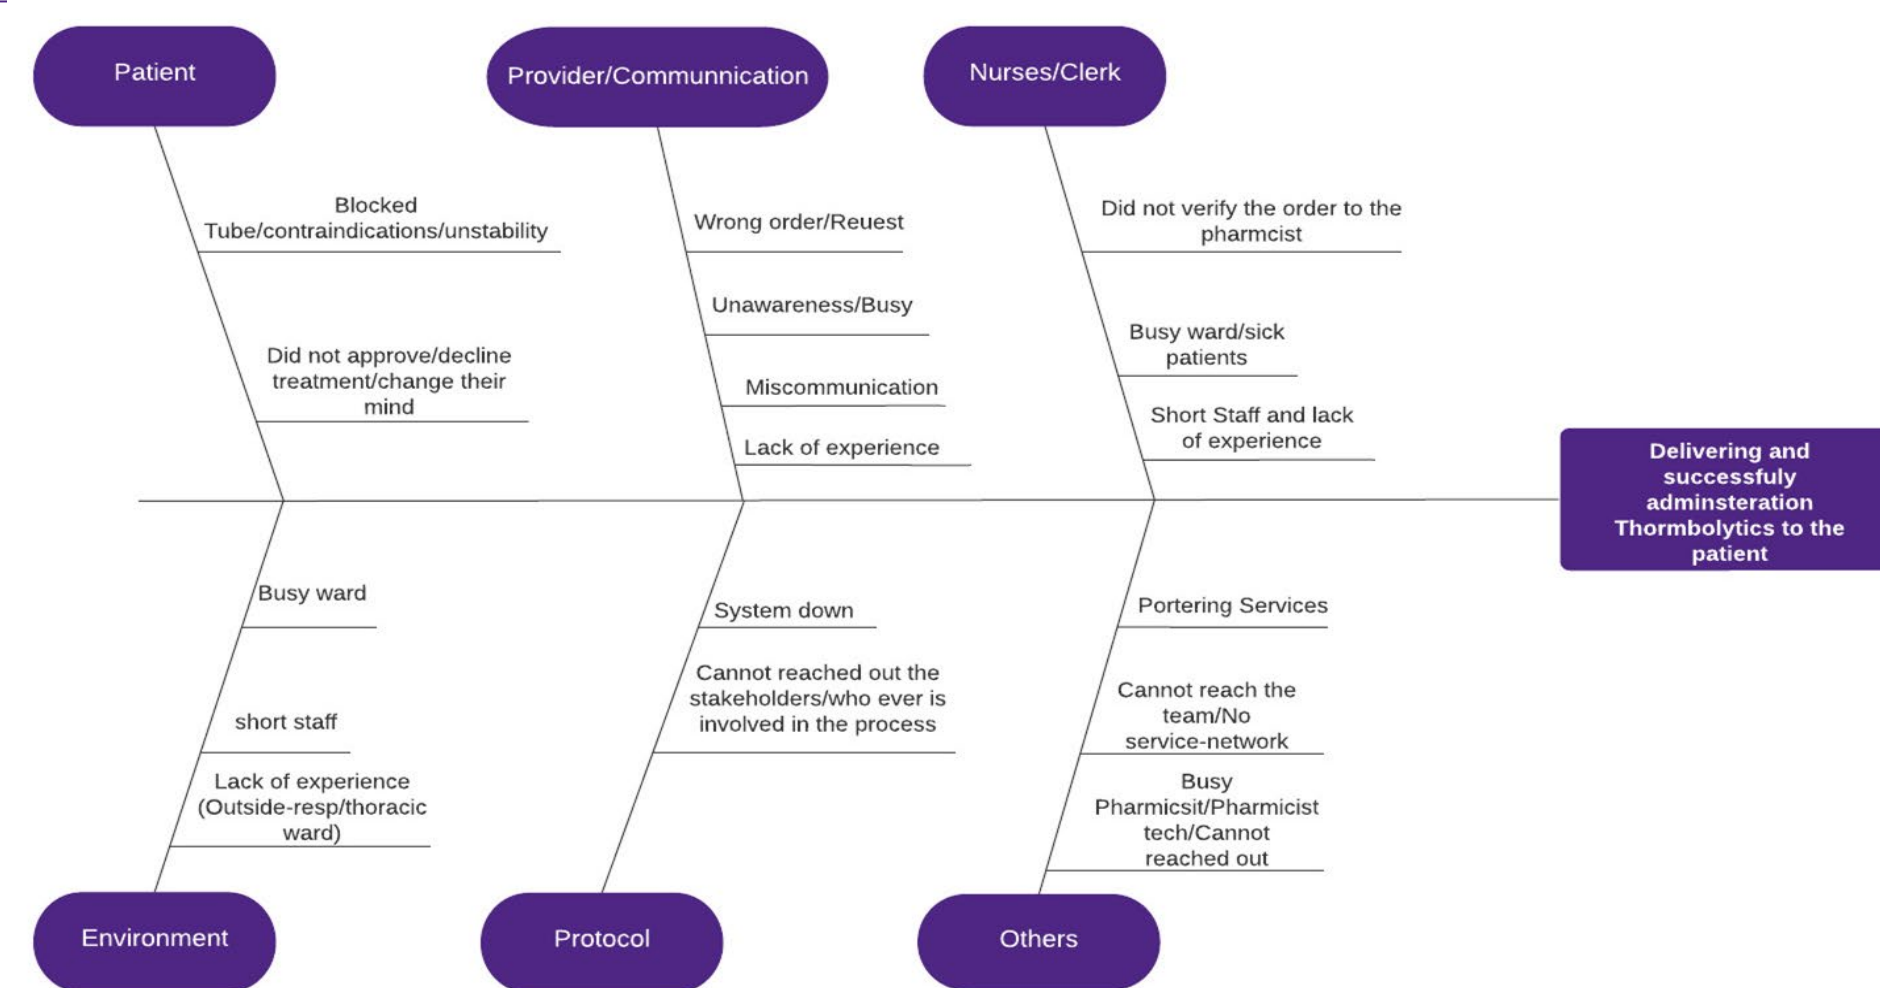 Patient
Provider/Communnication
Nurses/Clerk
Blocked
Tube/contraindications/unstability
Did not approve/decline
treatment/change their
mind
Wrong order/Reuest
Unawareness/Busy
Miscommunication
Lack of experience
Did not verify the order to the
pharmcist
Busy ward/sick
patients
Short Staff and lack
of experience
Delivering and
successfuly
adminsteration
Thormbolytics to the
patient
Busy ward
short staff
Lack of experience
(Outside-resp/thoracic
ward)
System down
Cannot reached out the
stakeholders/who ever is
involved in the process
Portering Services
Cannot reach the
team/No
service-network
Busy
Pharmicsit/Pharmicist
tech/Cannot
reached out
Environment
Protocol
Others